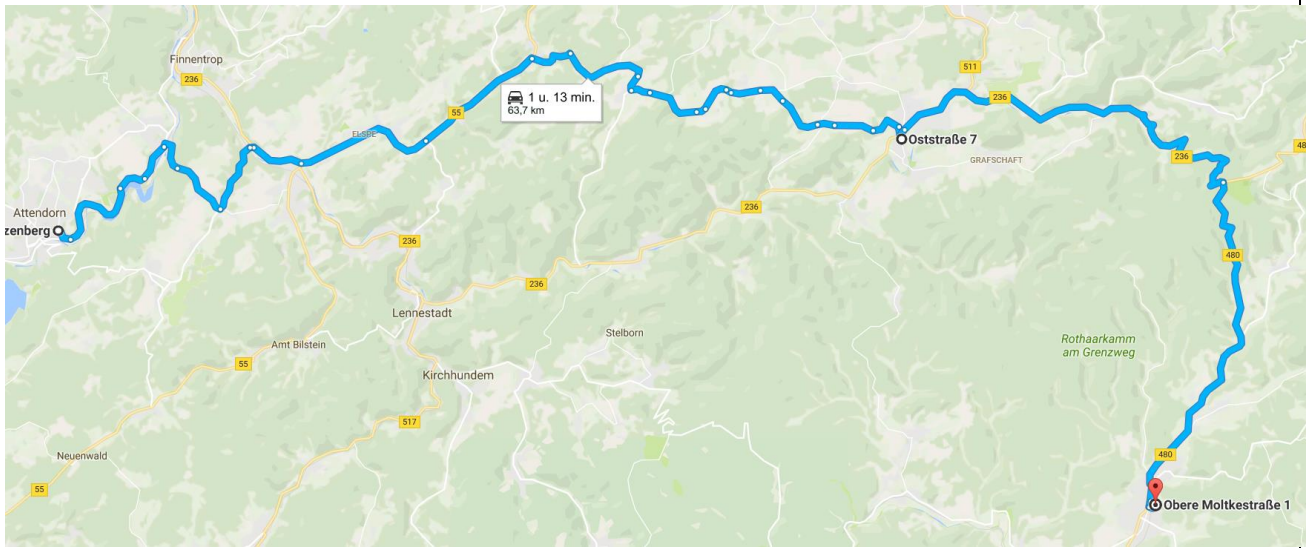 Finnentrop
236
511
1 u. 13 min.
63,7 km
236
55
ELSPE
Oststraße 7
GRAFSCHAFT
236
48
Attendorn
zenberg
236
236
480
236
Lennestadt
Stelborn
Amt Bilstein
Rothaarkamm
am Grenzweg
55
Kirchhundem
517
Neuenwald
480
55
Obere Moltkestraße 1